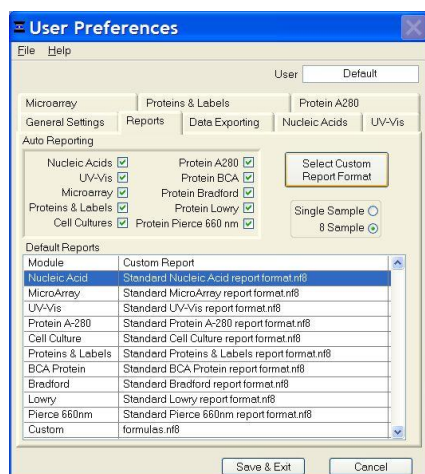 User Preferences
File Help
User Default
Microarray Proteins & Labels Protein A280
General Settings Reports Data Exporting Nucleic Acids UV-Vis
Auto Reporting
Nucleic Acids Protein A280
UV-Vis Protein BCA
Microarray Protein Bradford
Proteins & Labels Protein Lowry
Cell Cultures Protein Pierce 660 nm
Select Custom
Report Format
Single Sample
8 Sample
Default Reports
Module Custom Report
Nucleic Acid Standard Nucleic Acid report format.nf8
MicroArray Standard MicroArray report format.nf8
UV-Vis Standard UV-Vis report format.nf8
Protein A-280 Standard Protein A-280 report format.nf8
Cell Culture Standard Cell Culture report format.nf8
Proteins & Labels Standard Proteins & Labels report format.nf8
BCA Protein Standard BCA Protein report format.nf8
Bradford Standard Bradford report format.nf8
Lowry Standard Lowry report format.nf8
Pierce 660nm Standard Pierce 660nm report format.nf8
Custom formulas.nf8
Save & Exit Cancel